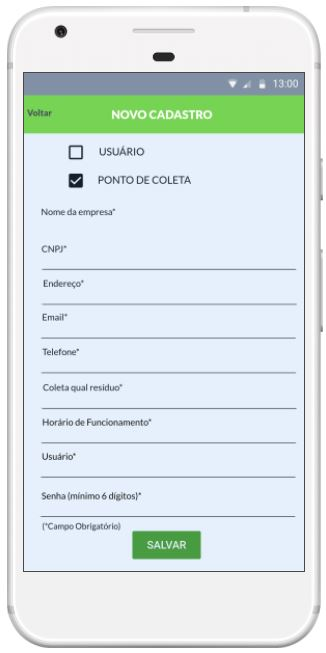 13:00
Voltar NOVO CADASTRO
USUÁRIO
PONTO DE COLETA
Nome da empresa*
CNPJ*
Endereço*
Email*
Telefone*
Coleta qual resíduo*
Horário de Funcionamento*
Usuário*
Senha (mínimo 6 dígitos)*
(*Campo Obrigatório)
SALVAR